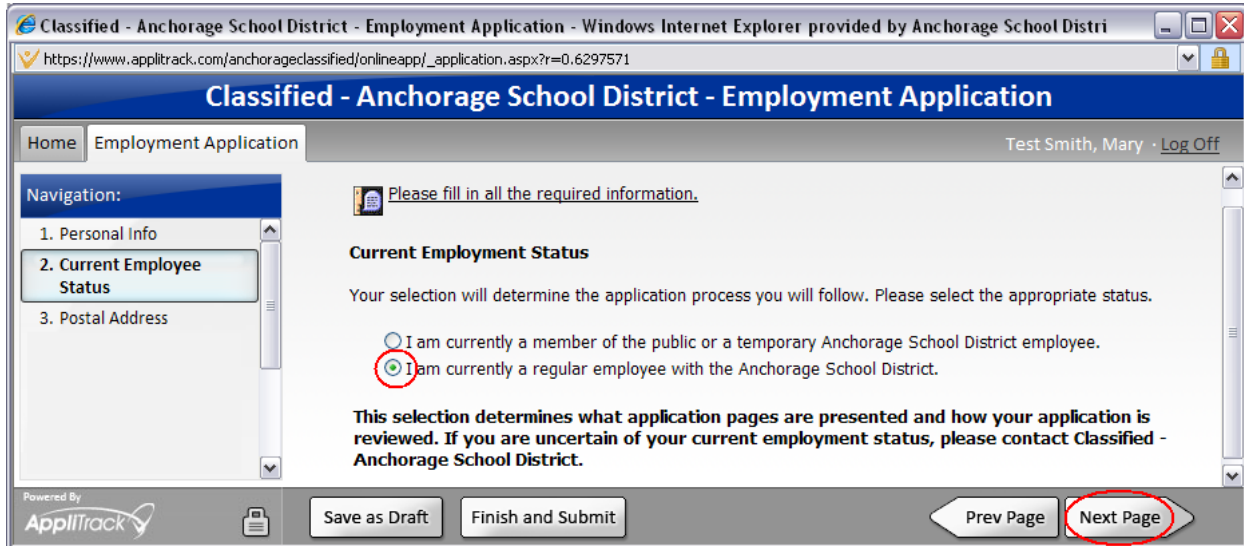 Classified - Anchorage School District - Employment Application - Windows Internet Explorer provided by Anchorage School Distri
https://www.applitrack.com/anchorageclassified/onlineapp/_application.aspx?r=0.6297571
Classified - Anchorage School District - Employment Application
Home Employment Application Test Smith, Mary · Log Off
Navigation:
1. Personal Info
2. Current Employee
Status
3. Postal Address
Please fill in all the required information.
Current Employment Status
Your selection will determine the application process you will follow. Please select the appropriate status.
I am currently a member of the public or a temporary Anchorage School District employee.
I am currently a regular employee with the Anchorage School District.
This selection determines what application pages are presented and how your application is
reviewed. If you are uncertain of your current employment status, please contact Classified -
Anchorage School District.
Powered By
AppliTrack
Save as Draft Finish and Submit Prev Page Next Page